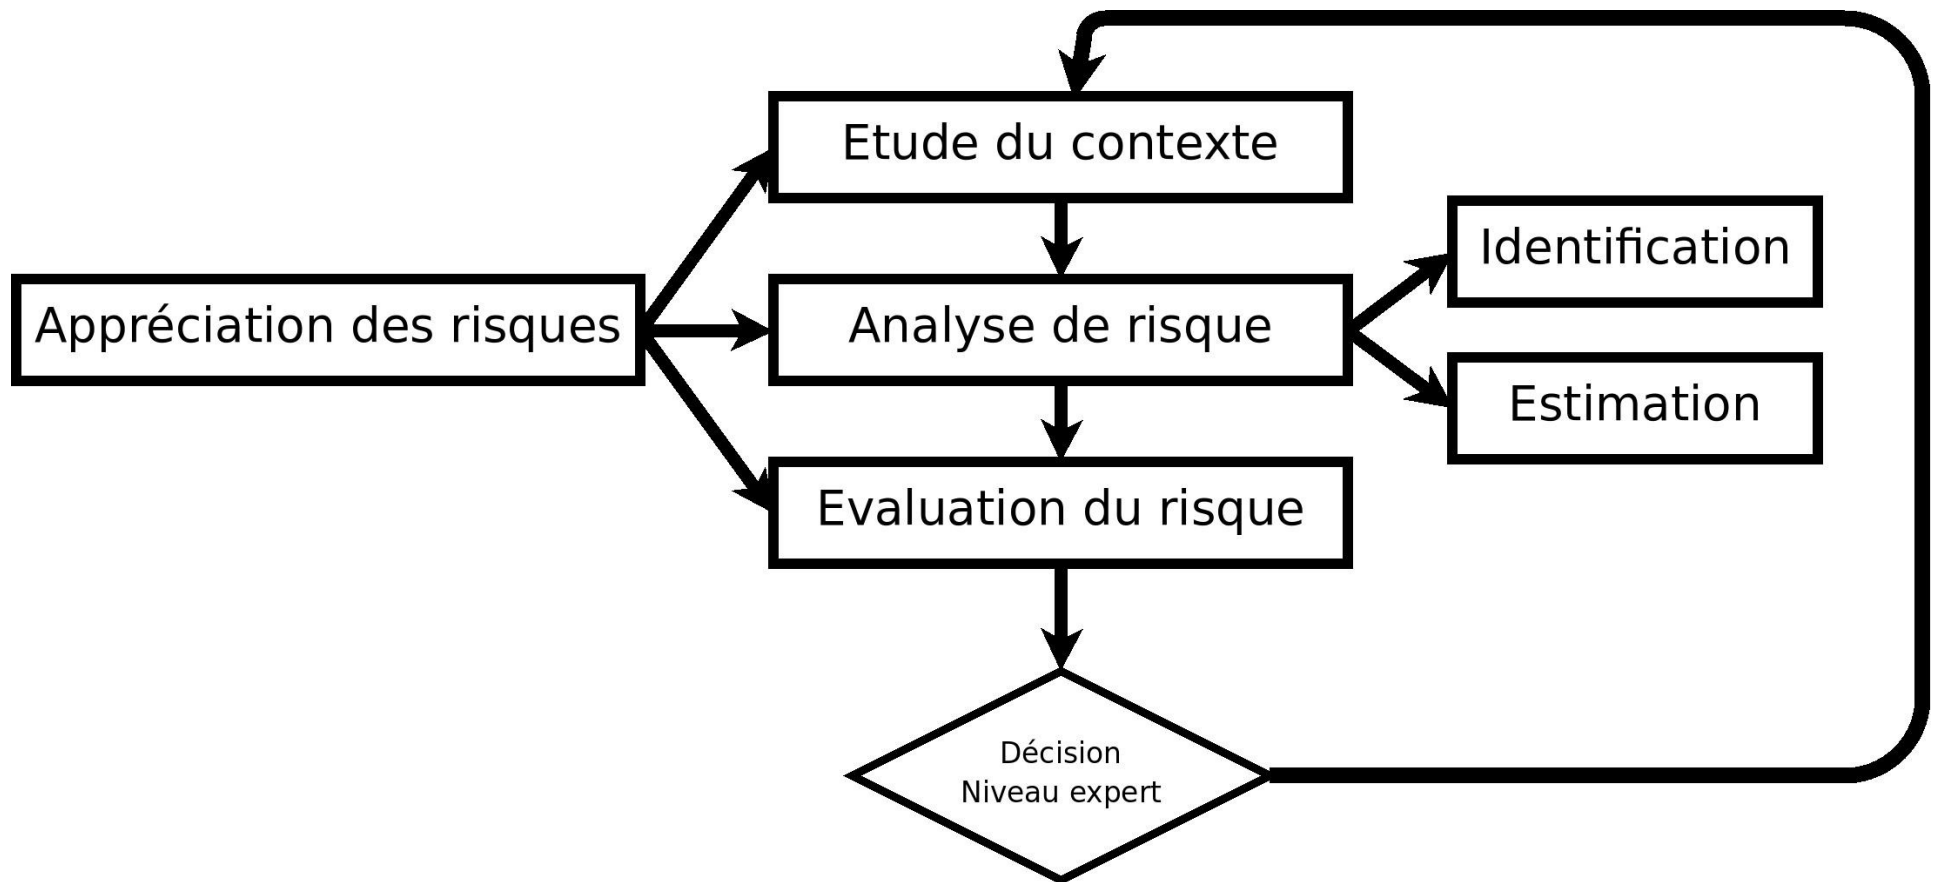 Etude du contexte
Identification
Appréciation des risques
Analyse de risque
Estimation
Evaluation du risque
Décision
Niveau expert